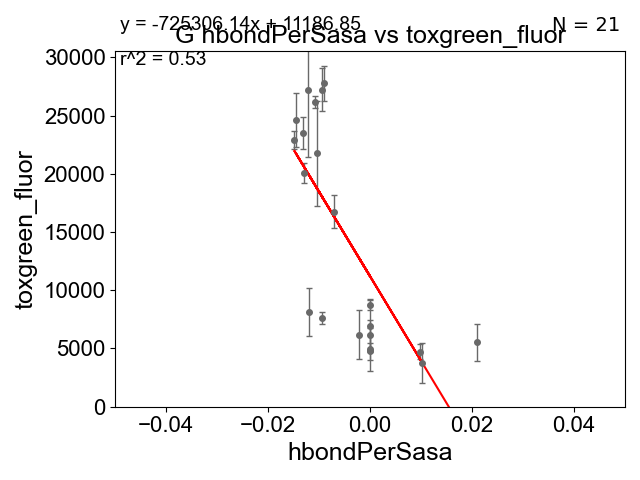 y = -725306.14x + 11186.85
N = 21
G hbondPerSasa vs toxgreen_fluor
r^2 = 0.53
30000
25000
20000
15000
10000
5000
0
toxgreen_fluor
−0.04 −0.02 0.00 0.02 0.04
hbondPerSasa